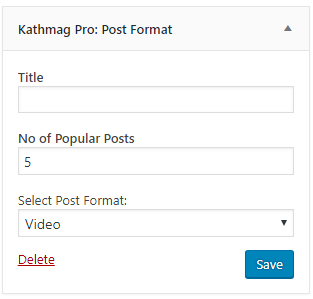 Kathmag Pro: Post Format
Title
No of Popular Posts
5
Select Post Format:
Video
Delete
Save